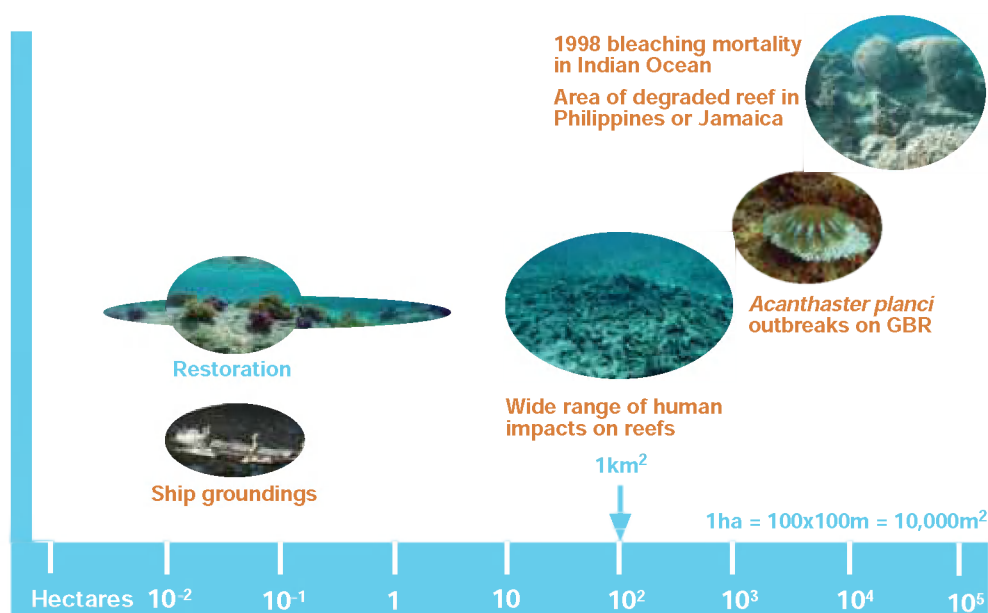 1998 bleaching mortality
in Indian Ocean
Area of degraded reef in
Philippines or Jamaica
Acanthaster planci
outbreaks on GBR
Restoration
Wide range of human
impacts on reefs
Ship groundings
1km²
1ha = 100x100m = 10,000m²
Hectares 10⁻² 10⁻¹ 1 10 10² 10³ 10⁴ 10⁵